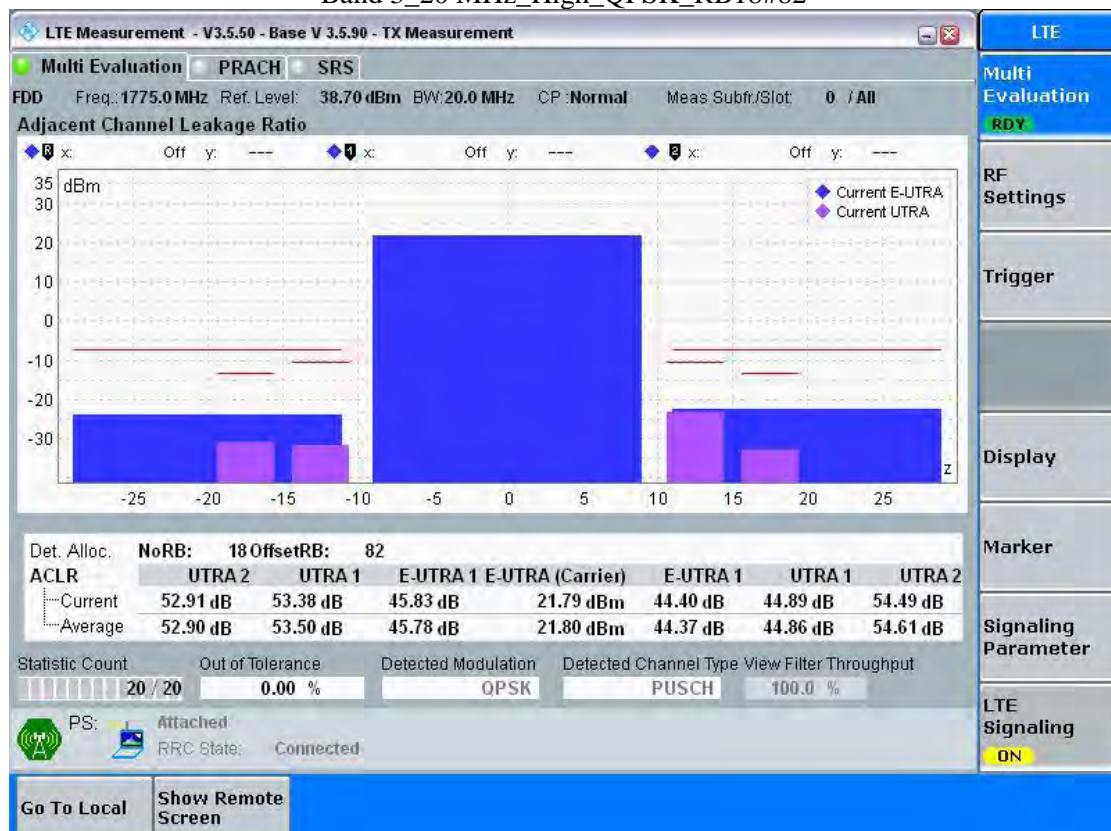 LTE Measurement - V3.5.50 - Base V 3.5.90 - TX Measurement
LTE
Multi Evaluation PRACH SRS
Multi Evaluation
RDY
FDD Freq.: 1775.0 MHz Ref. Level: 38.70 dBm BW: 20.0 MHz CP : Normal Meas Subfr./Slot: 0 / All
Adjacent Channel Leakage Ratio
R x: Off y: --- 1 x: Off y: --- 2 x: Off y: ---
35 dBm
30
20
10
0
-10
-20
-30
Current E-UTRA
Current UTRA
z
-25 -20 -15 -10 -5 0 5 10 15 20 25
RF Settings
Trigger
Display
Marker
Signaling Parameter
LTE Signaling
ON
Det. Alloc. NoRB: 18 OffsetRB: 82
ACLR UTRA 2 UTRA 1 E-UTRA 1 E-UTRA (Carrier) E-UTRA 1 UTRA 1 UTRA 2
Current 52.91 dB 53.38 dB 45.83 dB 21.79 dBm 44.40 dB 44.89 dB 54.49 dB
Average 52.90 dB 53.50 dB 45.78 dB 21.80 dBm 44.37 dB 44.86 dB 54.61 dB
Statistic Count Out of Tolerance Detected Modulation Detected Channel Type View Filter Throughput
20 / 20 0.00 % QPSK PUSCH 100.0 %
PS: Attached
RRC State: Connected
Go To Local Show Remote Screen